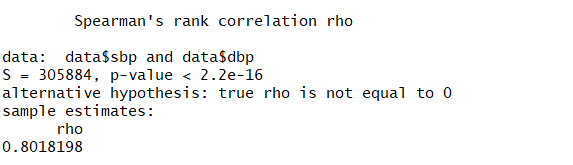 Spearman's rank correlation rho
data:  data$sbp and data$dbp
S = 305884, p-value < 2.2e-16
alternative hypothesis: true rho is not equal to 0
sample estimates:
rho
0.8018198